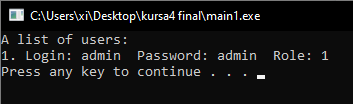 C:\Users\xi\Desktop\kursa4 final\main1.exe
A list of users:
1. Login: admin  Password: admin  Role: 1
Press any key to continue . . .